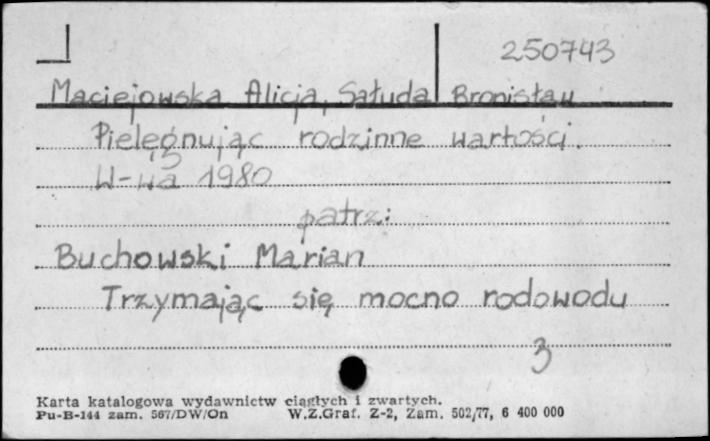 250743
Maciejowska Alicja, Sałuda Bronisław
Pielęgnując rodzinne wartości.
W-wa 1980
patrz:
Buchowski Marian
Trzymając się mocno rodowodu
3
Karta katalogowa wydawnictw ciągłych i zwartych.
Pu-B-144 zam. 567/DW/On W.Z.Graf. Z-2, Zam. 502/77, 6 400 000